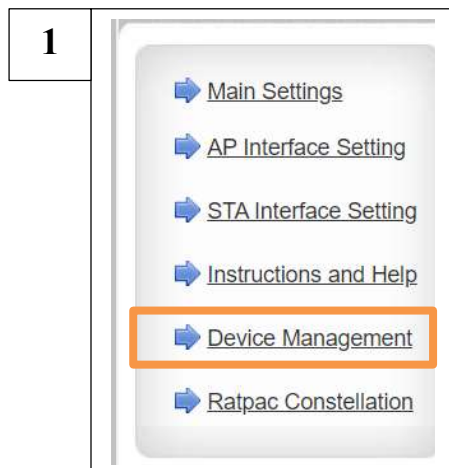 1
Main Settings
AP Interface Setting
STA Interface Setting
Instructions and Help
Device Management
Ratpac Constellation